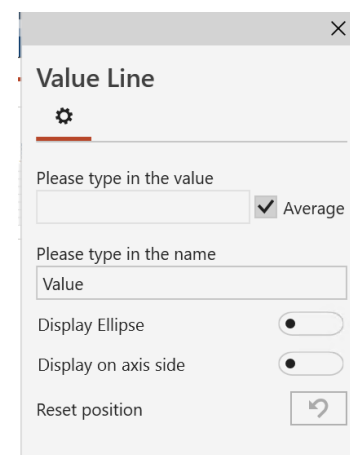 Value Line
Please type in the value
Average
Please type in the name
Value
Display Ellipse
Display on axis side
Reset position